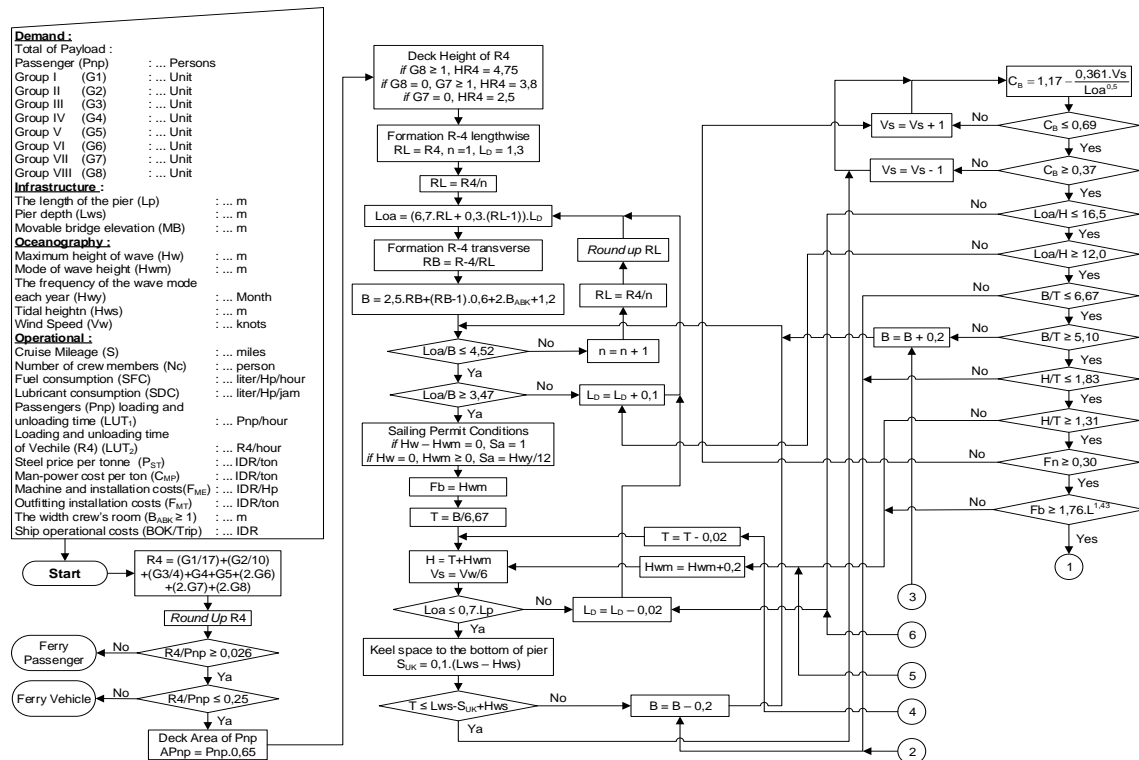 Demand :
Total of Payload :
Passenger (Pnp) : ... Persons
Group I (G1) : ... Unit
Group II (G2) : ... Unit
Group III (G3) : ... Unit
Group IV (G4) : ... Unit
Group V (G5) : ... Unit
Group VI (G6) : ... Unit
Group VII (G7) : ... Unit
Group VIII (G8) : ... Unit
Infrastructure :
The length of the pier (Lp) : ... m
Pier depth (Lws) : ... m
Movable bridge elevation (MB) : ... m
Oceanography :
Maximum height of wave (Hw) : ... m
Mode of wave height (Hwm) : ... m
The frequency of the wave mode
each year (Hwy) : ... Month
Tidal heightn (Hws) : ... m
Wind Speed (Vw) : ... knots
Operational :
Cruise Mileage (S) : ... miles
Number of crew members (Nc) : ... person
Fuel consumption (SFC) : ... liter/Hp/hour
Lubricant consumption (SDC) : ... liter/Hp/jam
Passengers (Pnp) loading and
unloading time (LUT₁) : ... Pnp/hour
Loading and unloading time
of Vechile (R4) (LUT₂) : ... R4/hour
Steel price per tonne (P_ST) : ... IDR/ton
Man-power cost per ton (C_MP) : ... IDR/ton
Machine and installation costs(F_ME) : ... IDR/Hp
Outfitting installation costs (F_MT) : ... IDR/ton
The width crew's room (B_ABK ≥ 1) : ... m
Ship operational costs (BOK/Trip) : ... IDR
Start
R4 = (G1/17)+(G2/10)
+(G3/4)+G4+G5+(2.G6)
+(2.G7)+(2.G8)
Round Up R4
Ferry
Passenger
No
R4/Pnp ≥ 0,026
Ya
Ferry Vehicle
No
R4/Pnp ≤ 0,25
Ya
Deck Area of Pnp
APnp = Pnp.0,65
Deck Height of R4
if G8 ≥ 1, HR4 = 4,75
if G8 = 0, G7 ≥ 1, HR4 = 3,8
if G7 = 0, HR4 = 2,5
Formation R-4 lengthwise
RL = R4, n =1, L_D = 1,3
RL = R4/n
Loa = (6,7.RL + 0,3.(RL-1)).L_D
Formation R-4 transverse
RB = R-4/RL
B = 2,5.RB+(RB-1).0,6+2.B_ABK+1,2
Loa/B ≤ 4,52
No
n = n + 1
RL = R4/n
Round up RL
Ya
Loa/B ≥ 3,47
No
L_D = L_D + 0,1
Ya
Sailing Permit Conditions
if Hw – Hwm = 0, Sa = 1
if Hw = 0, Hwm ≥ 0, Sa = Hwy/12
Fb = Hwm
T = B/6,67
T = T - 0,02
H = T+Hwm
Vs = Vw/6
Hwm = Hwm+0,2
Loa ≤ 0,7.Lp
No
L_D = L_D – 0,02
Ya
Keel space to the bottom of pier
S_UK = 0,1.(Lws – Hws)
T ≤ Lws-S_UK+Hws
No
B = B – 0,2
Ya
C_B = 1,17 – 0,361.Vs / Loa^0,5
Vs = Vs + 1
No
C_B ≤ 0,69
Yes
Vs = Vs - 1
No
C_B ≥ 0,37
Yes
No
Loa/H ≤ 16,5
Yes
No
Loa/H ≥ 12,0
Yes
No
B/T ≤ 6,67
Yes
B = B + 0,2
No
B/T ≥ 5,10
Yes
No
H/T ≤ 1,83
Yes
No
H/T ≥ 1,31
Yes
No
Fn ≥ 0,30
Yes
No
Fb ≥ 1,76.L^1,43
Yes
1
3
6
5
4
2